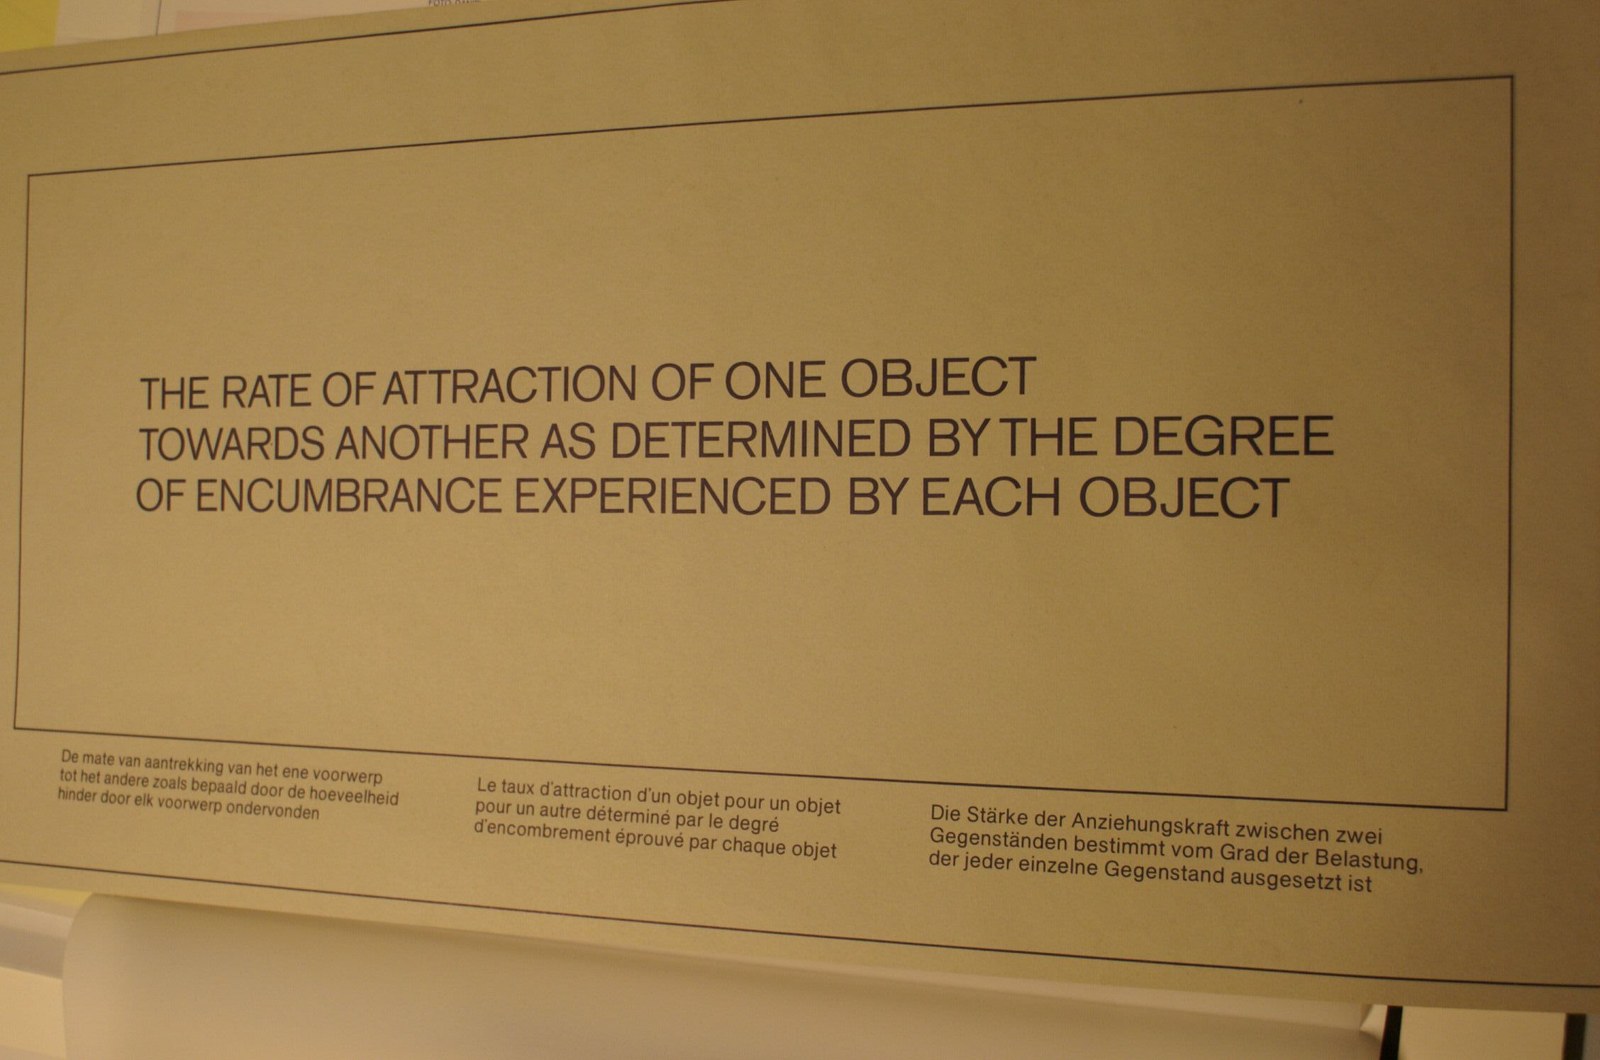 THE RATE OF ATTRACTION OF ONE OBJECT
TOWARDS ANOTHER AS DETERMINED BY THE DEGREE
OF ENCUMBRANCE EXPERIENCED BY EACH OBJECT
De mate van aantrekking van het ene voorwerp
tot het andere zoals bepaald door de hoeveelheid
hinder door elk voorwerp ondervonden
Le taux d'attraction d'un objet pour un objet
pour un autre déterminé par le degré
d'encombrement éprouvé par chaque objet
Die Stärke der Anziehungskraft zwischen zwei
Gegenständen bestimmt vom Grad der Belastung,
der jeder einzelne Gegenstand ausgesetzt ist